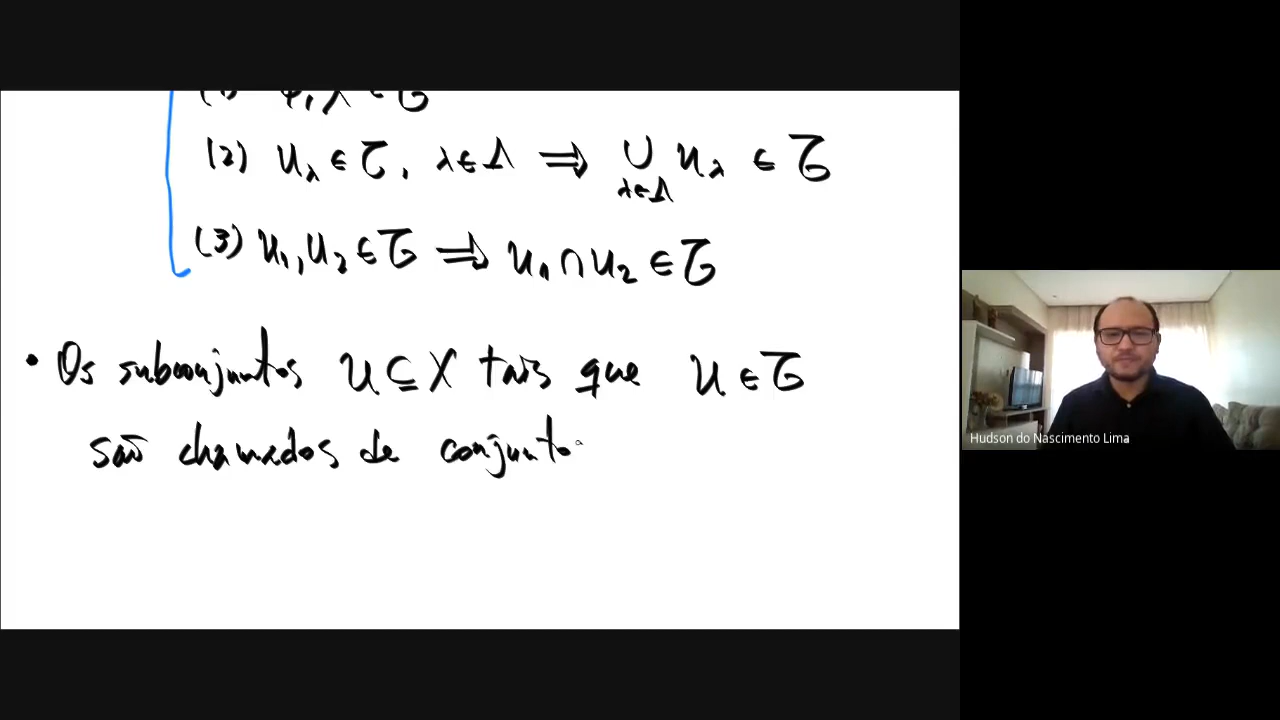 (1) φ, X ∈ τ
(2) U_λ ∈ τ, λ ∈ Λ ⟹ ∪_{λ∈Λ} U_λ ∈ τ
(3) U_1, U_2 ∈ τ ⟹ U_1 ∩ U_2 ∈ τ
• Os subconjuntos U ⊆ X tais que U ∈ τ
são chamados de conjunto
Hudson do Nascimento Lima